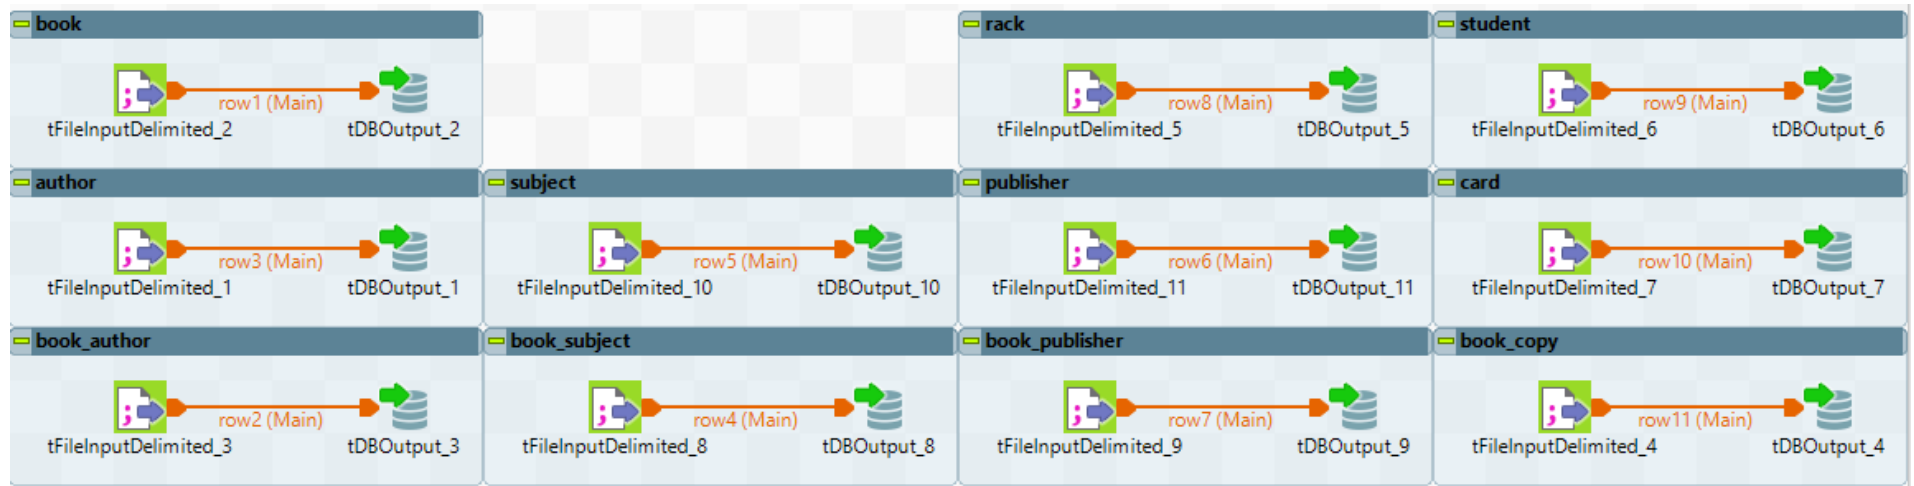 book
rack
student
row1 (Main)
row8 (Main)
row9 (Main)
tFileInputDelimited_2
tDBOutput_2
tFileInputDelimited_5
tDBOutput_5
tFileInputDelimited_6
tDBOutput_6
author
subject
publisher
card
row3 (Main)
row5 (Main)
row6 (Main)
row10 (Main)
tFileInputDelimited_1
tDBOutput_1
tFileInputDelimited_10
tDBOutput_10
tFileInputDelimited_11
tDBOutput_11
tFileInputDelimited_7
tDBOutput_7
book_author
book_subject
book_publisher
book_copy
row2 (Main)
row4 (Main)
row7 (Main)
row11 (Main)
tFileInputDelimited_3
tDBOutput_3
tFileInputDelimited_8
tDBOutput_8
tFileInputDelimited_9
tDBOutput_9
tFileInputDelimited_4
tDBOutput_4